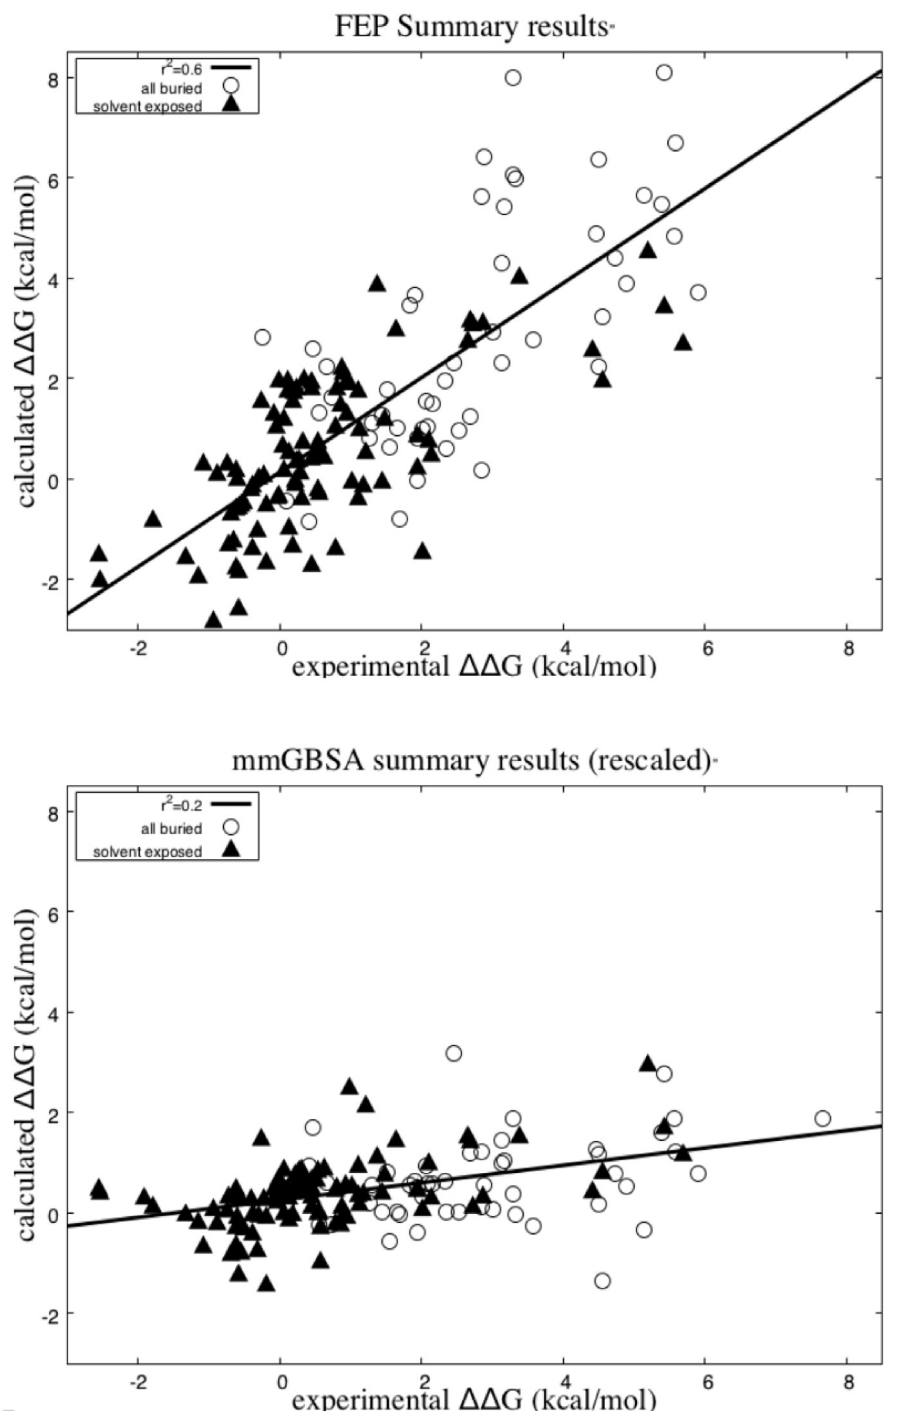 FEP Summary results
r²=0.6
all buried
solvent exposed
8
6
4
2
0
-2
calculated ΔΔG (kcal/mol)
-2 0 2 4 6 8
experimental ΔΔG (kcal/mol)
mmGBSA summary results (rescaled)
r²=0.2
all buried
solvent exposed
8
6
4
2
0
-2
calculated ΔΔG (kcal/mol)
-2 0 2 4 6 8
experimental ΔΔG (kcal/mol)